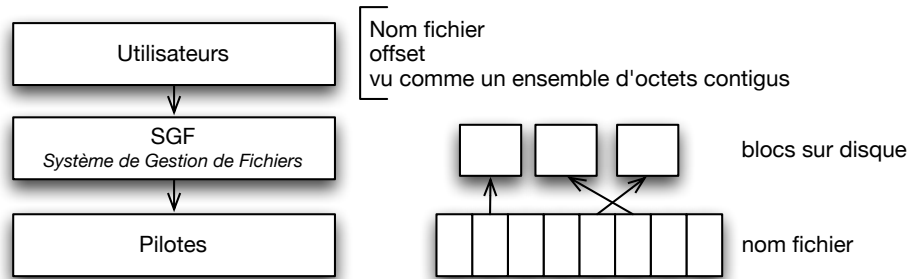 Utilisateurs
Nom fichier
offset
vu comme un ensemble d'octets contigus
SGF
Système de Gestion de Fichiers
blocs sur disque
Pilotes
nom fichier